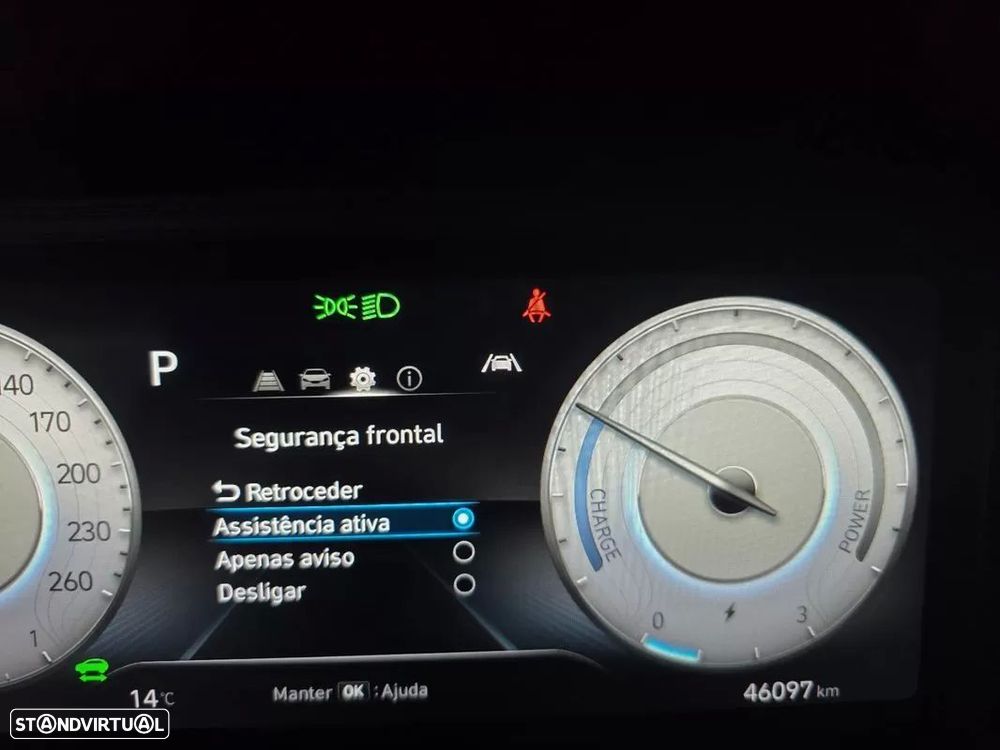 P
Segurança frontal
Retroceder
Assistência ativa
Apenas aviso
Desligar
Manter OK : Ajuda
140
170
200
230
260
1
14°C
CHARGE
POWER
0
3
46097 km
STANDVIRTUAL